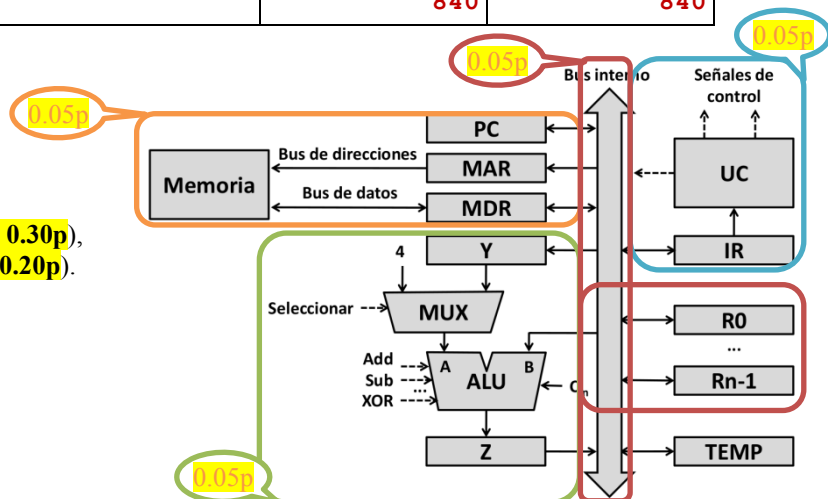 840 840
0.05p
0.05p
0.05p
Bus interno
Señales de
control
PC
Bus de direcciones
MAR
UC
Memoria
Bus de datos
MDR
0.30p),
0.20p).
4
Y
IR
Seleccionar
MUX
R0
...
Add
A
B
ALU
Sub
...
XOR
Rn-1
Z
TEMP
0.05p